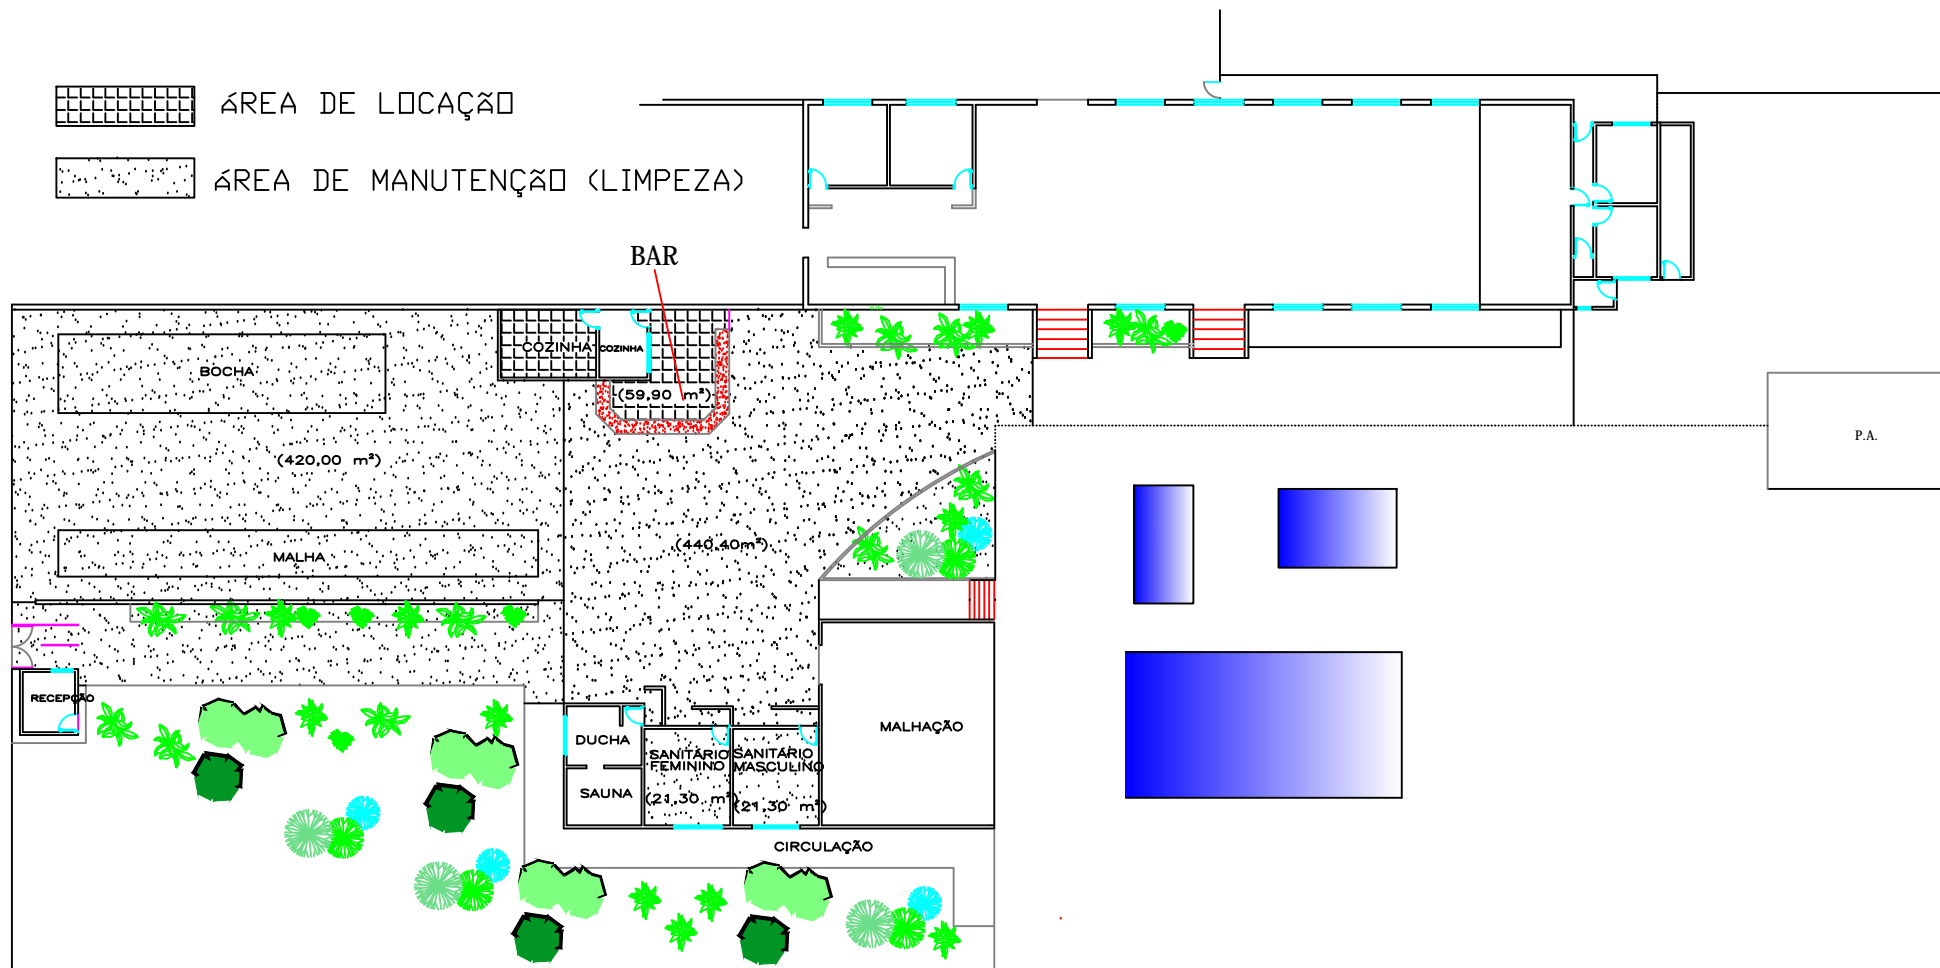 ÁREA DE LOCAÇÃO
ÁREA DE MANUTENÇÃO (LIMPEZA)
BAR
COZINHA
COZINHA
BOCHA
(59,90 m²)
P.A.
(420,00 m²)
(440,40m²)
MALHA
RECEPÇÃO
MALHAÇÃO
DUCHA
SANITÁRIO
FEMININO
SANITÁRIO
MASCULINO
SAUNA
(21,30 m²)
(21,30 m²)
CIRCULAÇÃO